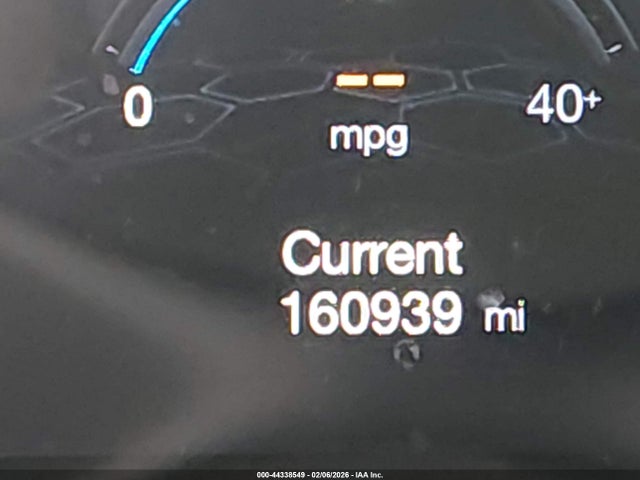 0 -- 40+
mpg
Current
160939 mi
000-44338549 - 02/06/2026 - IAA Inc.